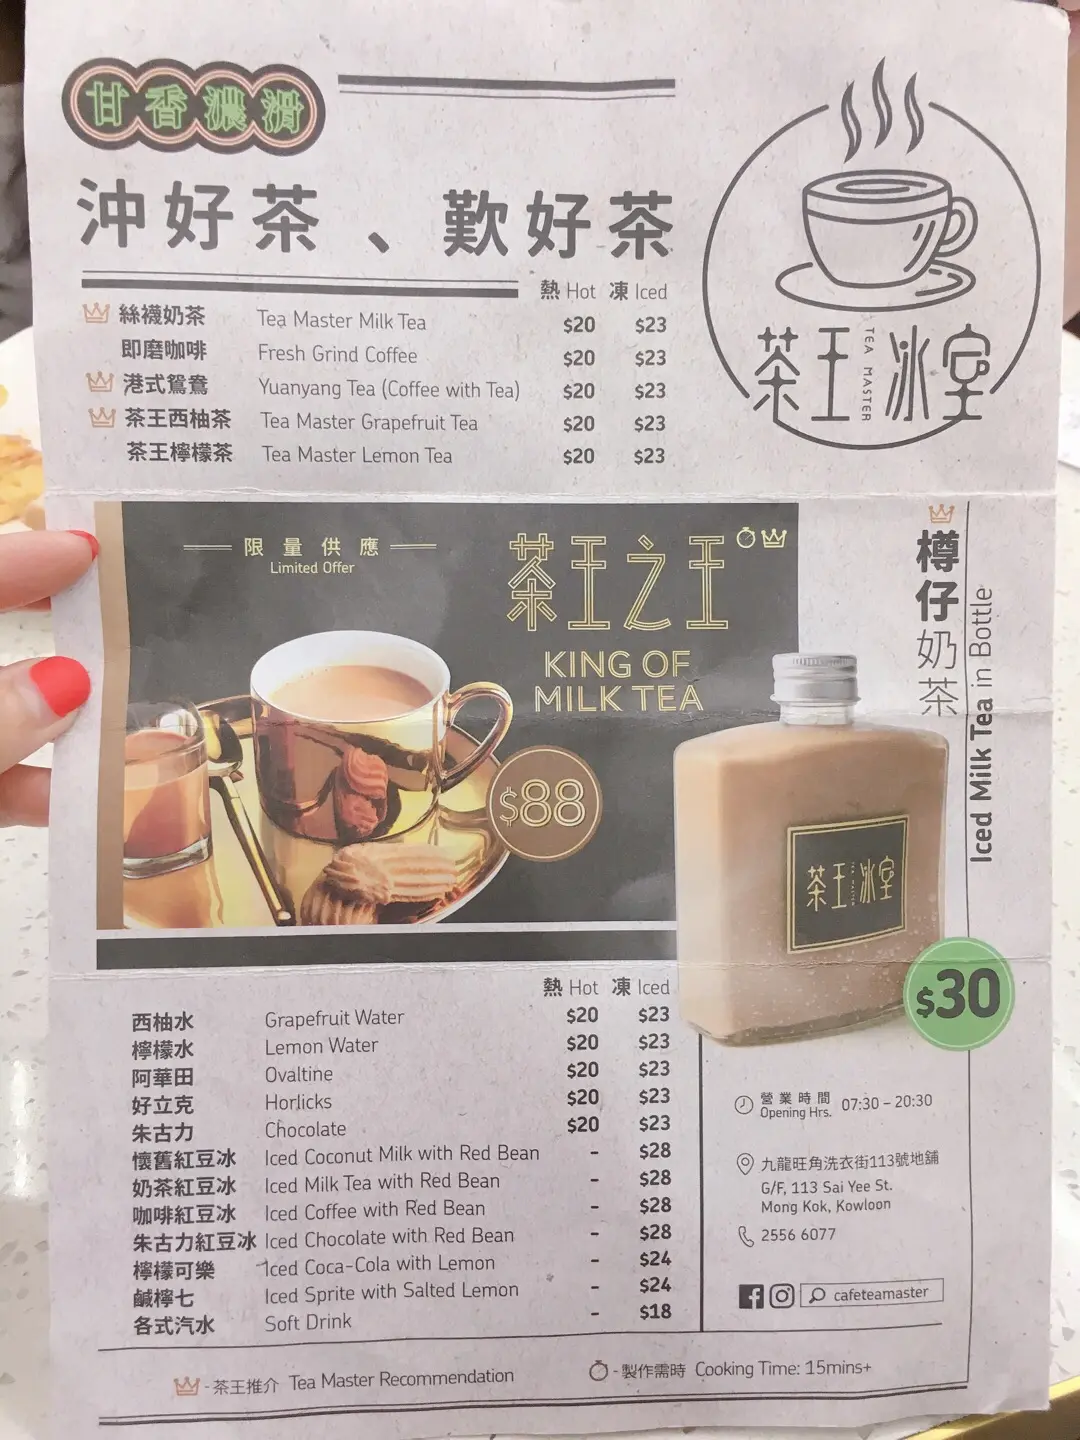 甘香濃滑
沖好茶、歎好茶
茶王冰室
TEA MASTER
熱 Hot 凍 Iced
絲襪奶茶 Tea Master Milk Tea $20 $23
即磨咖啡 Fresh Grind Coffee $20 $23
港式鴛鴦 Yuanyang Tea (Coffee with Tea) $20 $23
茶王西柚茶 Tea Master Grapefruit Tea $20 $23
茶王檸檬茶 Tea Master Lemon Tea $20 $23
限量供應
Limited Offer
茶王之王
KING OF
MILK TEA
$88
樽仔奶茶
Iced Milk Tea in Bottle
茶王冰室
TEA MASTER
$30
熱 Hot 凍 Iced
西柚水 Grapefruit Water $20 $23
檸檬水 Lemon Water $20 $23
阿華田 Ovaltine $20 $23
好立克 Horlicks $20 $23
朱古力 Chocolate $20 $23
懷舊紅豆冰 Iced Coconut Milk with Red Bean - $28
奶茶紅豆冰 Iced Milk Tea with Red Bean - $28
咖啡紅豆冰 Iced Coffee with Red Bean - $28
朱古力紅豆冰 Iced Chocolate with Red Bean - $28
檸檬可樂 Iced Coca-Cola with Lemon - $24
鹹檸七 Iced Sprite with Salted Lemon - $24
各式汽水 Soft Drink - $18
營業時間
Opening Hrs. 07:30 - 20:30
九龍旺角洗衣街113號地舖
G/F, 113 Sai Yee St.
Mong Kok, Kowloon
2556 6077
cafeteamaster
- 茶王推介 Tea Master Recommendation
- 製作需時 Cooking Time: 15mins+